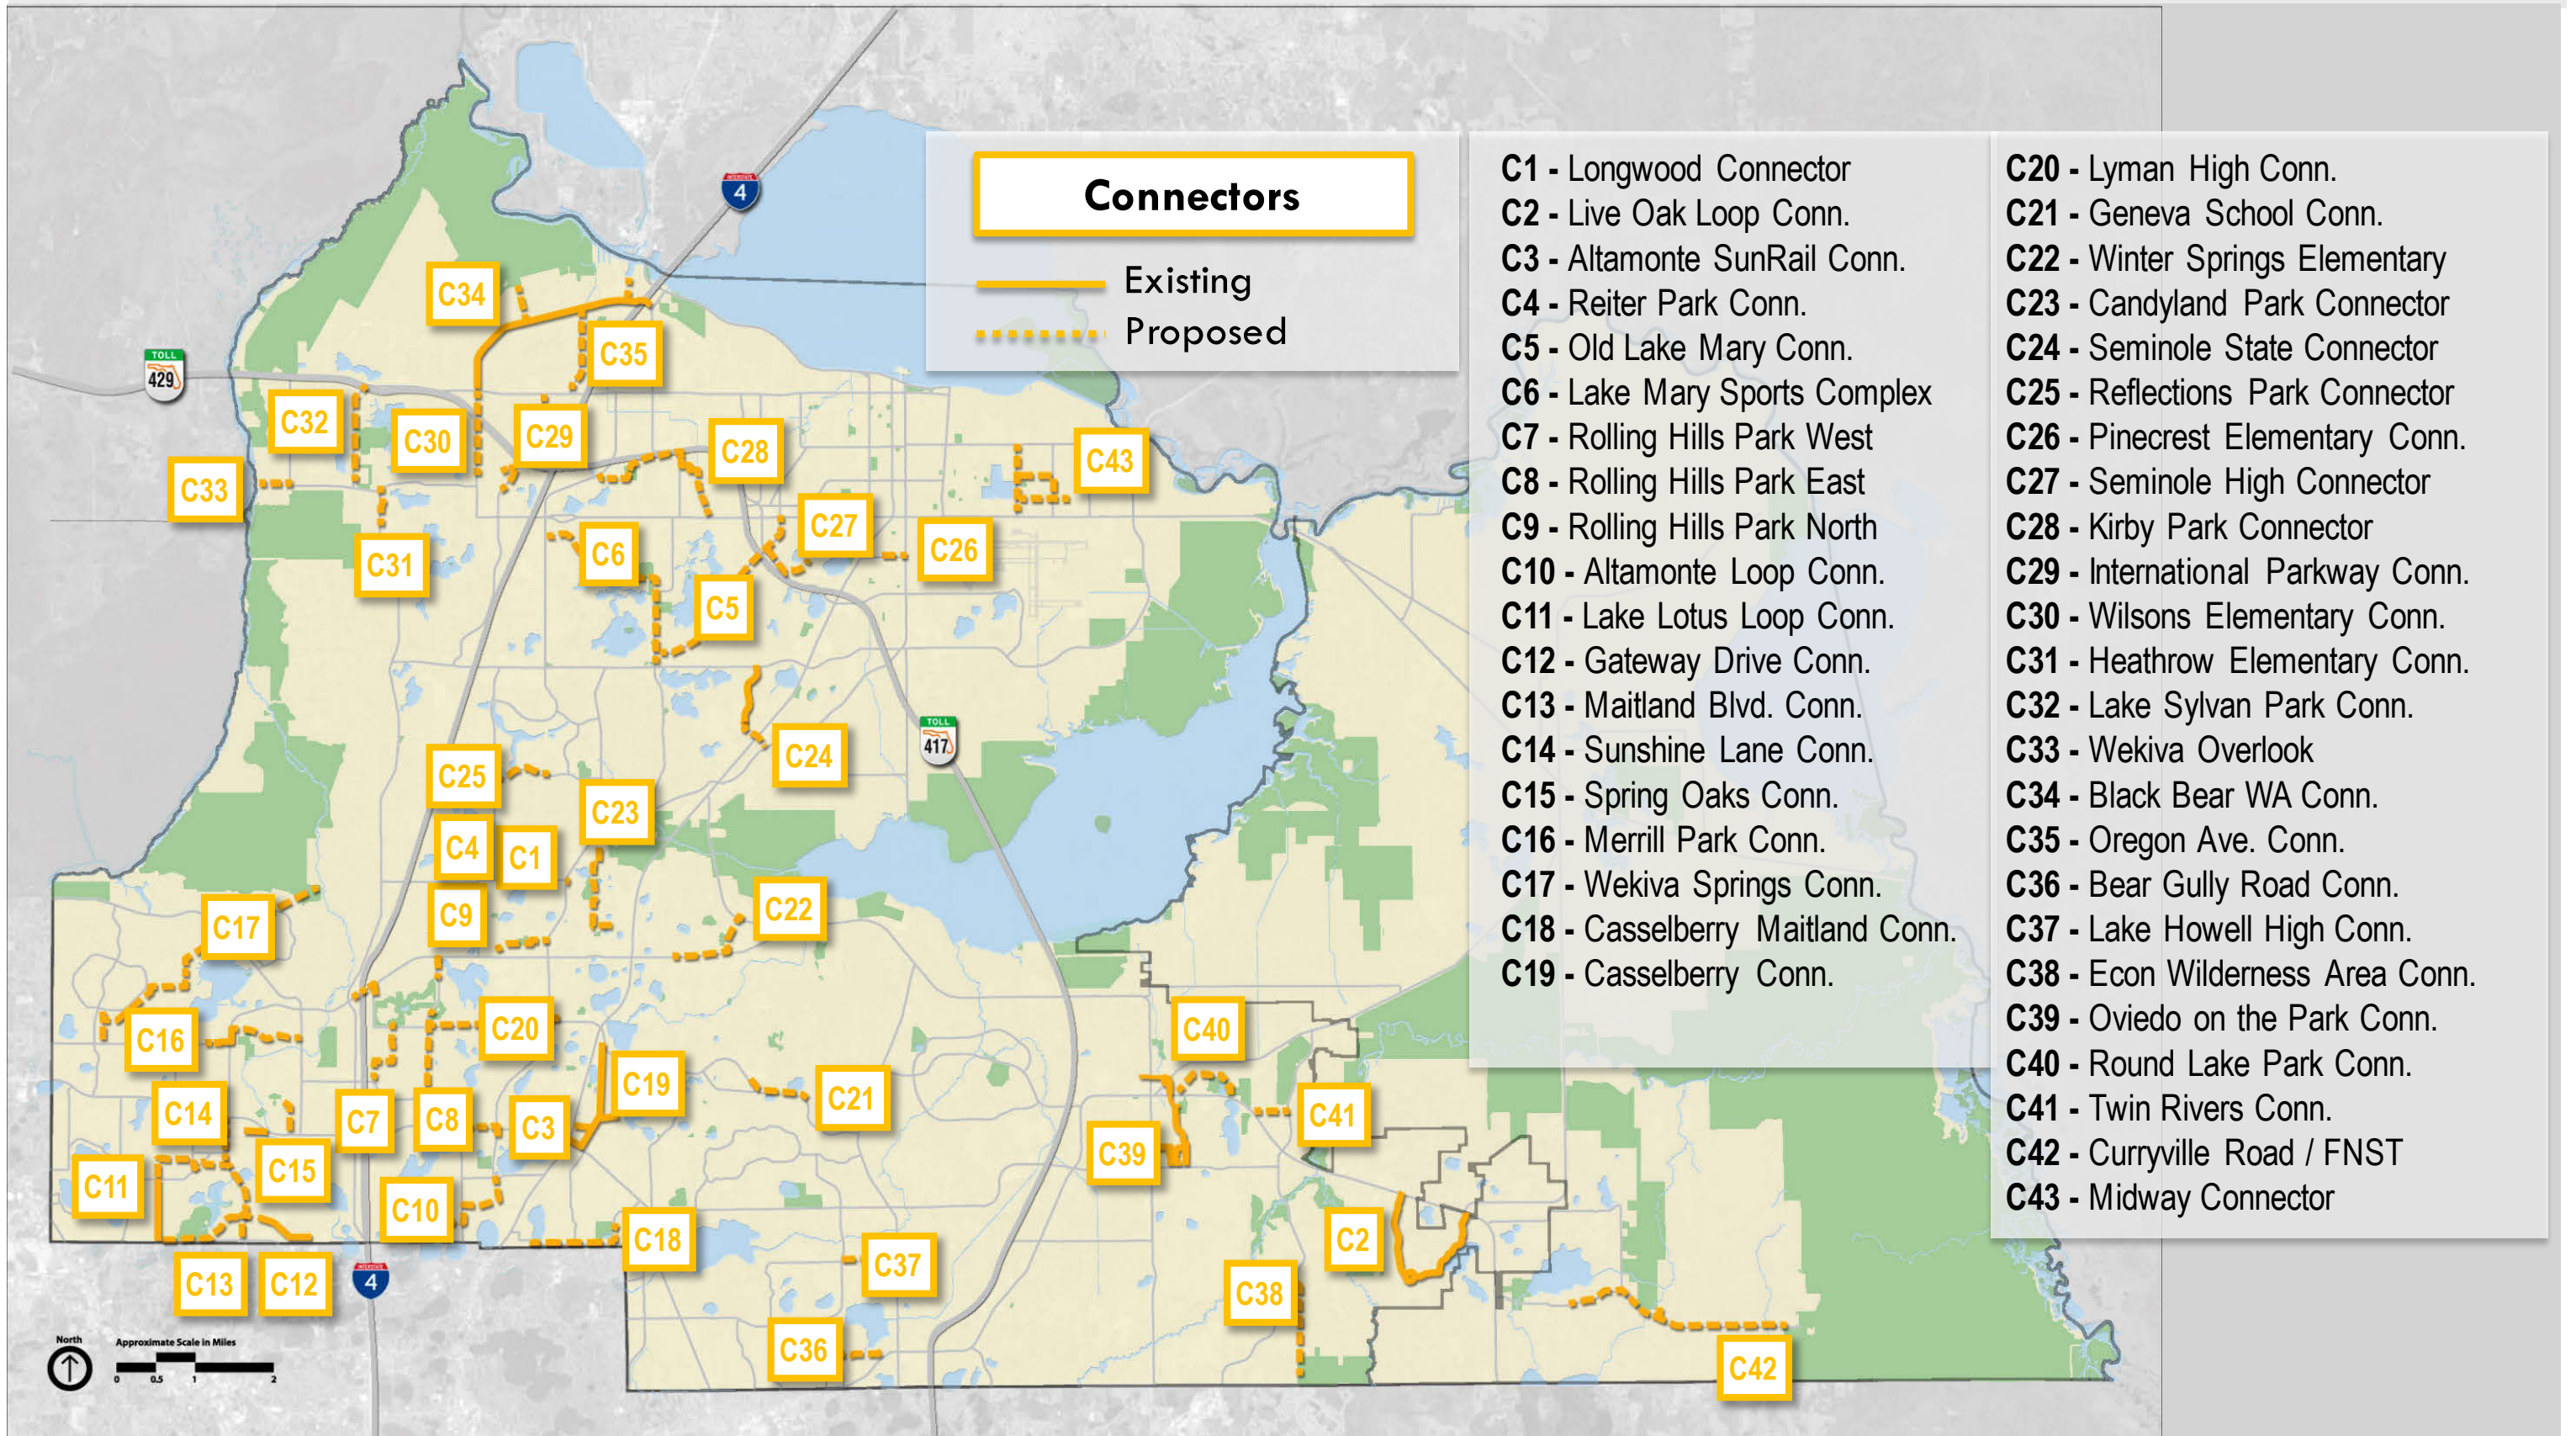 Connectors
Existing
Proposed
C1 - Longwood Connector
C2 - Live Oak Loop Conn.
C3 - Altamonte SunRail Conn.
C4 - Reiter Park Conn.
C5 - Old Lake Mary Conn.
C6 - Lake Mary Sports Complex
C7 - Rolling Hills Park West
C8 - Rolling Hills Park East
C9 - Rolling Hills Park North
C10 - Altamonte Loop Conn.
C11 - Lake Lotus Loop Conn.
C12 - Gateway Drive Conn.
C13 - Maitland Blvd. Conn.
C14 - Sunshine Lane Conn.
C15 - Spring Oaks Conn.
C16 - Merrill Park Conn.
C17 - Wekiva Springs Conn.
C18 - Casselberry Maitland Conn.
C19 - Casselberry Conn.
C20 - Lyman High Conn.
C21 - Geneva School Conn.
C22 - Winter Springs Elementary
C23 - Candyland Park Connector
C24 - Seminole State Connector
C25 - Reflections Park Connector
C26 - Pinecrest Elementary Conn.
C27 - Seminole High Connector
C28 - Kirby Park Connector
C29 - International Parkway Conn.
C30 - Wilsons Elementary Conn.
C31 - Heathrow Elementary Conn.
C32 - Lake Sylvan Park Conn.
C33 - Wekiva Overlook
C34 - Black Bear WA Conn.
C35 - Oregon Ave. Conn.
C36 - Bear Gully Road Conn.
C37 - Lake Howell High Conn.
C38 - Econ Wilderness Area Conn.
C39 - Oviedo on the Park Conn.
C40 - Round Lake Park Conn.
C41 - Twin Rivers Conn.
C42 - Curryville Road / FNST
C43 - Midway Connector
INTERSTATE
4
C34
C35
TOLL
429
C32
C30
C29
C28
C43
C33
C27
C26
C31
C6
C5
TOLL
417
C24
C25
C23
C4
C1
C9
C22
C17
C20
C40
C16
C19
C21
C14
C7
C8
C3
C41
C39
C15
C11
C10
C18
C2
C37
C13
C12
INTERSTATE
4
C38
C36
C42
North
Approximate Scale in Miles
0 0.5 1 2